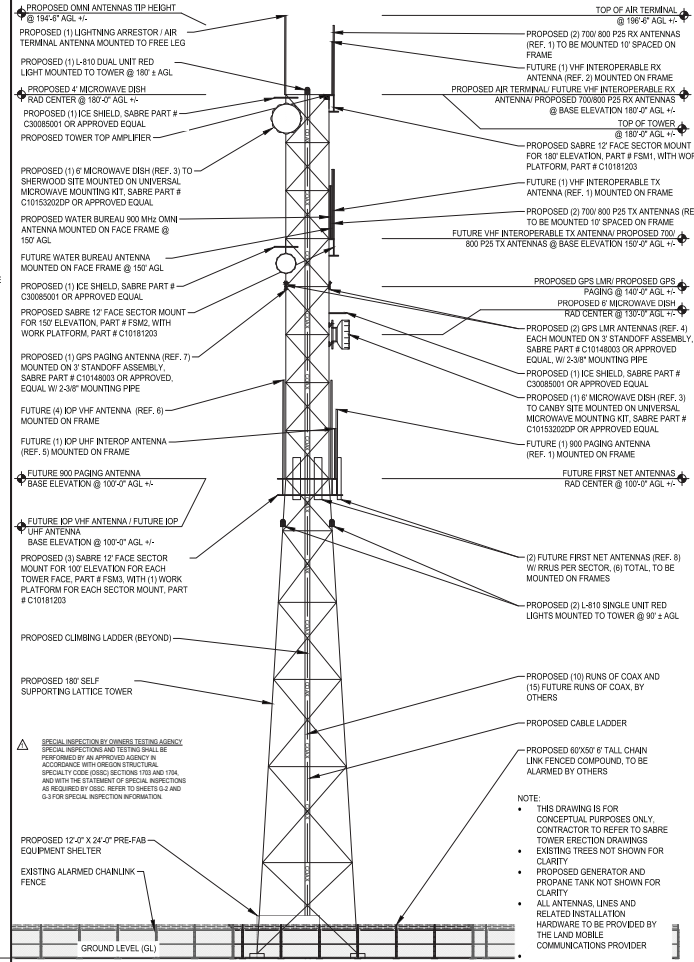 PROPOSED OMNI ANTENNAS TIP HEIGHT
@ 194'-6" AGL +/-
PROPOSED (1) LIGHTNING ARRESTOR / AIR
TERMINAL ANTENNA MOUNTED TO FREE LEG
PROPOSED (1) L-810 DUAL UNIT RED
LIGHT MOUNTED TO TOWER @ 180' ± AGL
PROPOSED 4' MICROWAVE DISH
RAD CENTER @ 180'-0" AGL +/-
PROPOSED (1) ICE SHIELD, SABRE PART #
C30085001 OR APPROVED EQUAL
PROPOSED TOWER TOP AMPLIFIER
PROPOSED (1) 6' MICROWAVE DISH (REF. 3) TO
SHERWOOD SITE MOUNTED ON UNIVERSAL
MICROWAVE MOUNTING KIT, SABRE PART #
C10153202DP OR APPROVED EQUAL
PROPOSED WATER BUREAU 900 MHz OMNI
ANTENNA MOUNTED ON FACE FRAME @
150' AGL
FUTURE WATER BUREAU ANTENNA
MOUNTED ON FACE FRAME @ 150' AGL
PROPOSED (1) ICE SHIELD, SABRE PART #
C30085001 OR APPROVED EQUAL
PROPOSED SABRE 12' FACE SECTOR MOUNT
FOR 150' ELEVATION, PART # FSM2, WITH
WORK PLATFORM, PART # C10181203
PROPOSED (1) GPS PAGING ANTENNA (REF. 7)
MOUNTED ON 3' STANDOFF ASSEMBLY,
SABRE PART # C10148003 OR APPROVED,
EQUAL W/ 2-3/8" MOUNTING PIPE
FUTURE (4) IOP VHF ANTENNA (REF. 6)
MOUNTED ON FRAME
FUTURE (1) IOP UHF INTEROP ANTENNA
(REF. 5) MOUNTED ON FRAME
FUTURE 900 PAGING ANTENNA
BASE ELEVATION @ 100'-0" AGL +/-
FUTURE IOP VHF ANTENNA / FUTURE IOP
UHF ANTENNA
BASE ELEVATION @ 100'-0" AGL +/-
PROPOSED (3) SABRE 12' FACE SECTOR
MOUNT FOR 100' ELEVATION FOR EACH
TOWER FACE, PART # FSM3, WITH (1) WORK
PLATFORM FOR EACH SECTOR MOUNT, PART
# C10181203
PROPOSED CLIMBING LADDER (BEYOND)
PROPOSED 180' SELF
SUPPORTING LATTICE TOWER
SPECIAL INSPECTION BY OWNERS TESTING AGENCY
SPECIAL INSPECTIONS AND TESTING SHALL BE
PERFORMED BY AN APPROVED AGENCY IN
ACCORDANCE WITH OREGON STRUCTURAL
SPECIALTY CODE (OSSC) SECTIONS 1703 AND 1704,
AND WITH THE STATEMENT OF SPECIAL INSPECTIONS
AS REQUIRED BY OSSC. REFER TO SHEETS G-2 AND
G-3 FOR SPECIAL INSPECTION INFORMATION.
PROPOSED 12'-0" X 24'-0" PRE-FAB
EQUIPMENT SHELTER
EXISTING ALARMED CHAINLINK
FENCE
GROUND LEVEL (GL)
TOP OF AIR TERMINAL
@ 196'-6" AGL +/-
PROPOSED (2) 700/ 800 P25 RX ANTENNAS
(REF. 1) TO BE MOUNTED 10' SPACED ON
FRAME
FUTURE (1) VHF INTEROPERABLE RX
ANTENNA (REF. 2) MOUNTED ON FRAME
PROPOSED AIR TERMINAL/ FUTURE VHF INTEROPERABLE RX
ANTENNA/ PROPOSED 700/800 P25 RX ANTENNAS
@ BASE ELEVATION 180'-0" AGL +/-
TOP OF TOWER
@ 180'-0" AGL +/-
PROPOSED SABRE 12' FACE SECTOR MOUNT
FOR 180' ELEVATION, PART # FSM1, WITH WOR
PLATFORM, PART # C10181203
FUTURE (1) VHF INTEROPERABLE TX
ANTENNA (REF. 1) MOUNTED ON FRAME
PROPOSED (2) 700/ 800 P25 TX ANTENNAS (RE
TO BE MOUNTED 10' SPACED ON FRAME
FUTURE VHF INTEROPERABLE TX ANTENNA/ PROPOSED 700/
800 P25 TX ANTENNAS @ BASE ELEVATION 150'-0" AGL +/-
PROPOSED GPS LMR/ PROPOSED GPS
PAGING @ 140'-0" AGL +/-
PROPOSED 6' MICROWAVE DISH
RAD CENTER @ 130'-0" AGL +/-
PROPOSED (2) GPS LMR ANTENNAS (REF. 4)
EACH MOUNTED ON 3' STANDOFF ASSEMBLY,
SABRE PART # C10148003 OR APPROVED
EQUAL, W/ 2-3/8" MOUNTING PIPE
PROPOSED (1) ICE SHIELD, SABRE PART #
C30085001 OR APPROVED EQUAL
PROPOSED (1) 6' MICROWAVE DISH (REF. 3)
TO CANBY SITE MOUNTED ON UNIVERSAL
MICROWAVE MOUNTING KIT, SABRE PART #
C10153202DP OR APPROVED EQUAL
FUTURE (1) 900 PAGING ANTENNA
(REF. 1) MOUNTED ON FRAME
FUTURE FIRST NET ANTENNAS
RAD CENTER @ 100'-0" AGL +/-
(2) FUTURE FIRST NET ANTENNAS (REF. 8)
W/ RRUS PER SECTOR, (6) TOTAL, TO BE
MOUNTED ON FRAMES
PROPOSED (2) L-810 SINGLE UNIT RED
LIGHTS MOUNTED TO TOWER @ 90' ± AGL
PROPOSED (10) RUNS OF COAX AND
(15) FUTURE RUNS OF COAX, BY
OTHERS
PROPOSED CABLE LADDER
PROPOSED 60'X50' 6' TALL CHAIN
LINK FENCED COMPOUND, TO BE
ALARMED BY OTHERS
NOTE:
• THIS DRAWING IS FOR
CONCEPTUAL PURPOSES ONLY,
CONTRACTOR TO REFER TO SABRE
TOWER ERECTION DRAWINGS
• EXISTING TREES NOT SHOWN FOR
CLARITY
• PROPOSED GENERATOR AND
PROPANE TANK NOT SHOWN FOR
CLARITY
• ALL ANTENNAS, LINES AND
RELATED INSTALLATION
HARDWARE TO BE PROVIDED BY
THE LAND MOBILE
COMMUNICATIONS PROVIDER
•